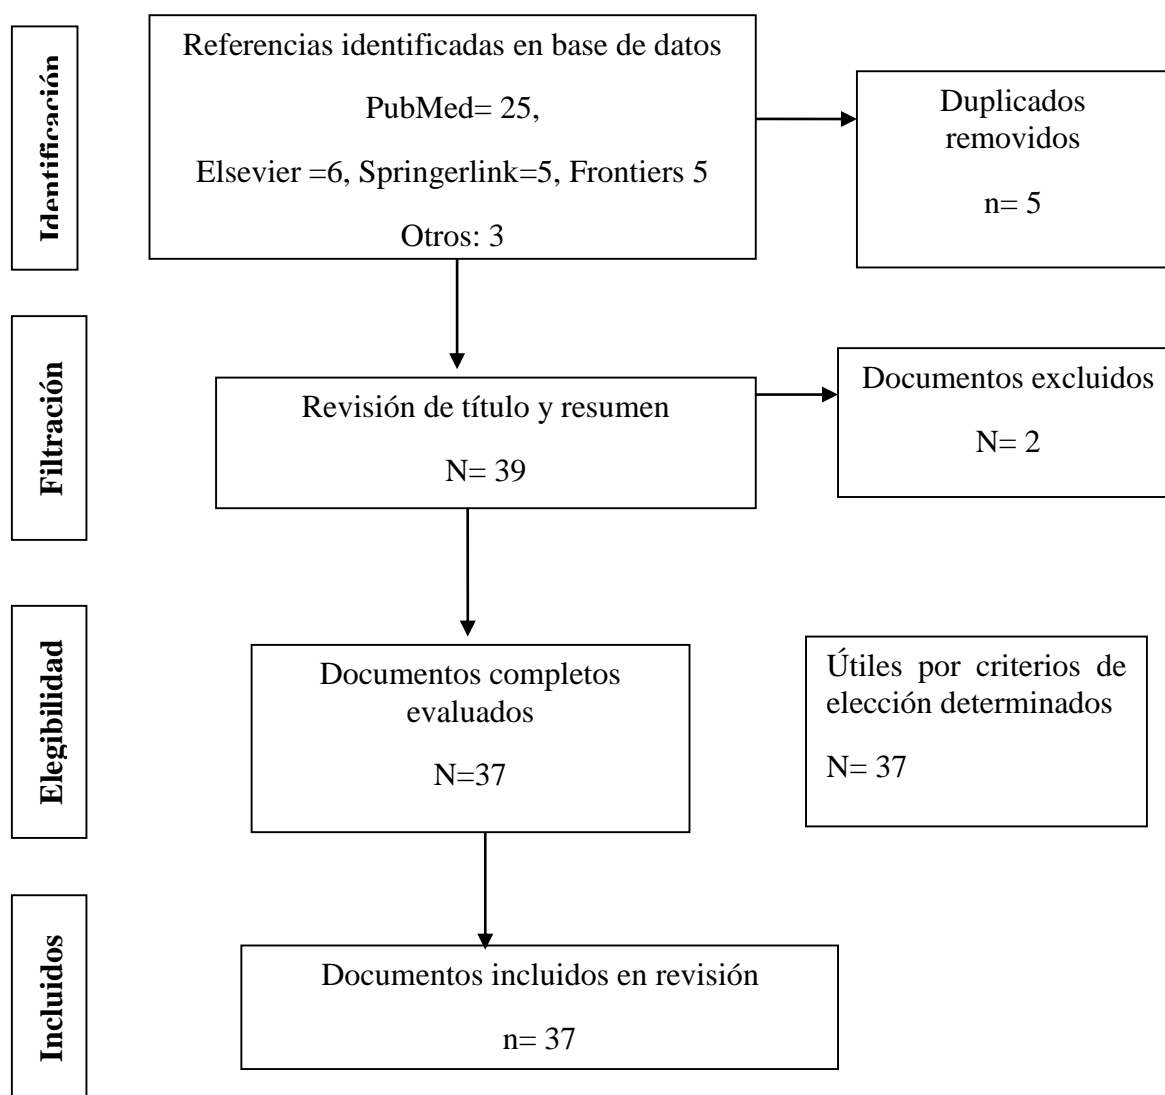 Identificación
Referencias identificadas en base de datos
PubMed= 25,
Elsevier =6, Springerlink=5, Frontiers 5
Otros: 3
Duplicados
removidos
n= 5
Filtración
Revisión de título y resumen
N= 39
Documentos excluidos
N= 2
Elegibilidad
Documentos completos
evaluados
N=37
Útiles por criterios de
elección determinados
N= 37
Incluidos
Documentos incluidos en revisión
n= 37